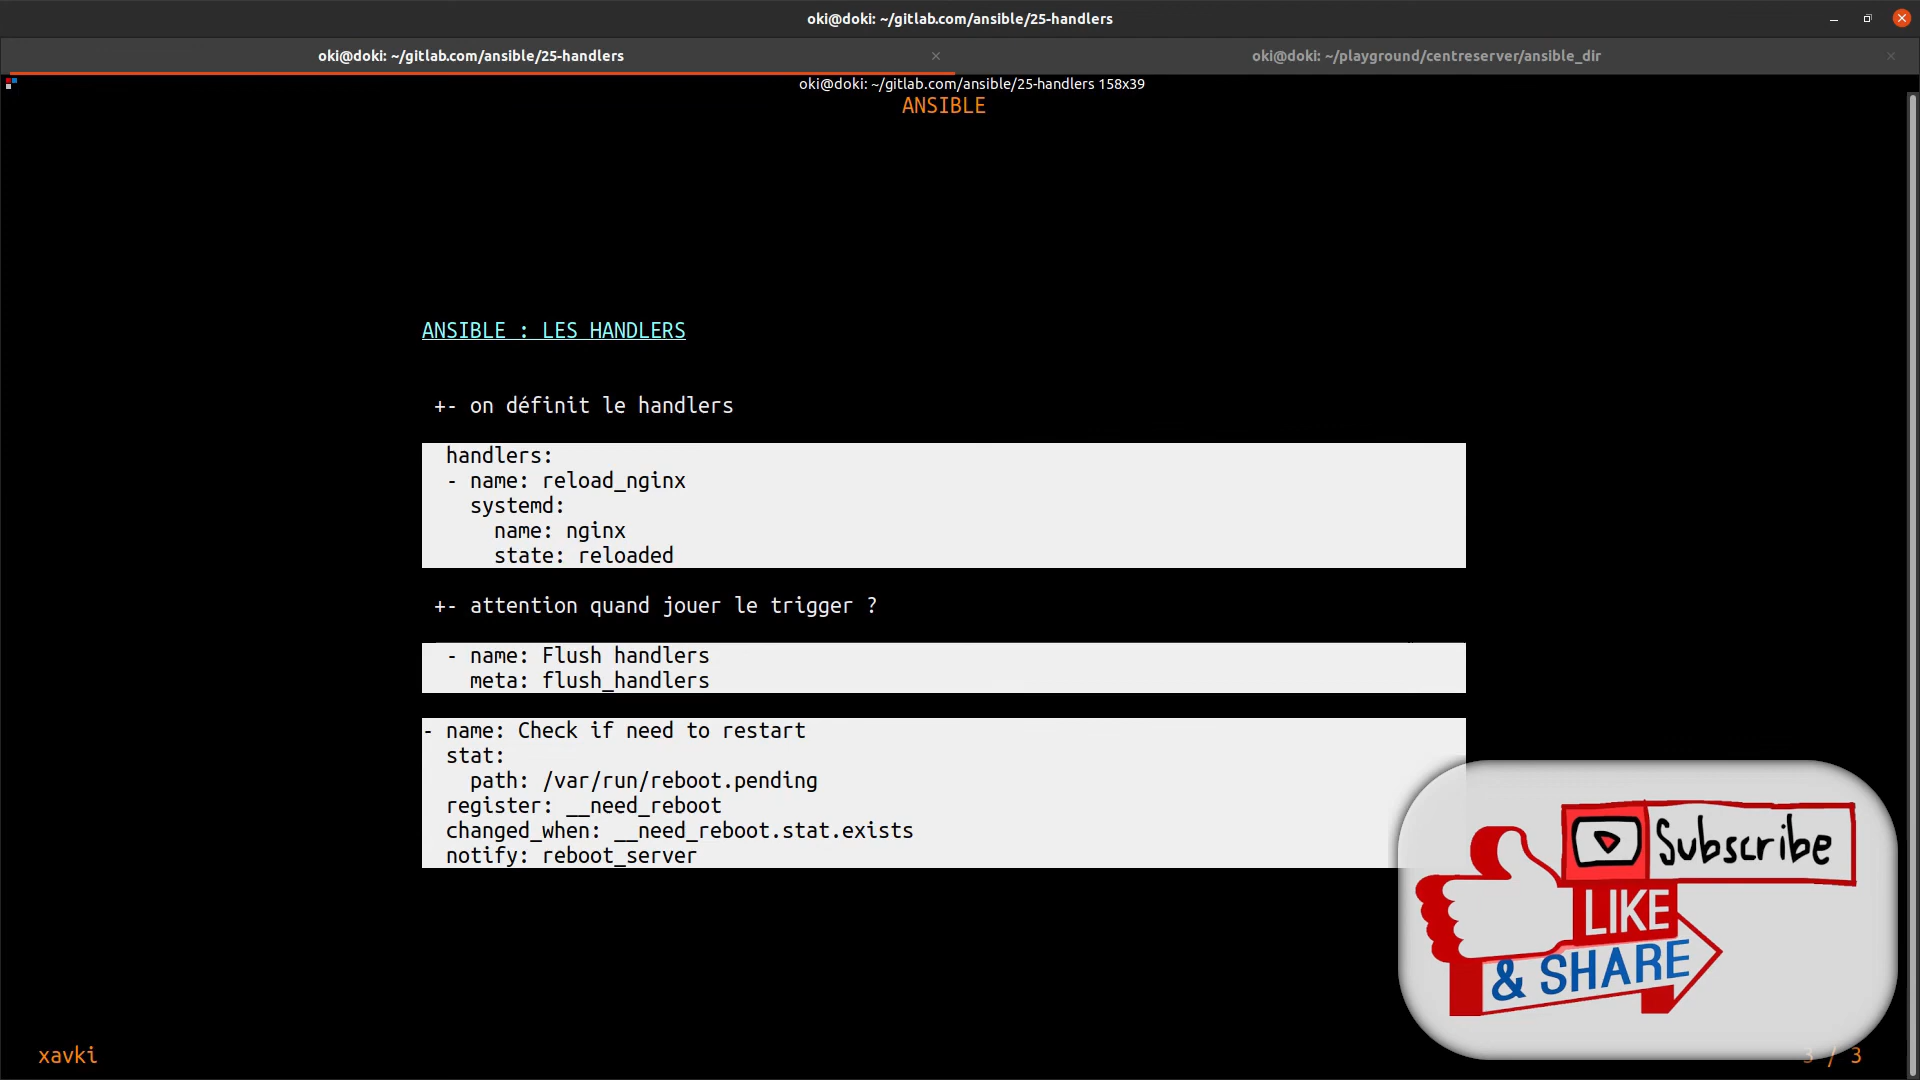 oki@doki: ~/gitlab.com/ansible/25-handlers
oki@doki: ~/gitlab.com/ansible/25-handlers
oki@doki: ~/playground/centreserver/ansible_dir
oki@doki: ~/gitlab.com/ansible/25-handlers 158x39
ANSIBLE
ANSIBLE : LES HANDLERS
+- on définit le handlers
handlers:
- name: reload_nginx
systemd:
name: nginx
state: reloaded
+- attention quand jouer le trigger ?
- name: Flush handlers
meta: flush_handlers
- name: Check if need to restart
stat:
path: /var/run/reboot.pending
register: __need_reboot
changed_when: __need_reboot.stat.exists
notify: reboot_server
Subscribe
LIKE
& SHARE
xavki
3 / 3